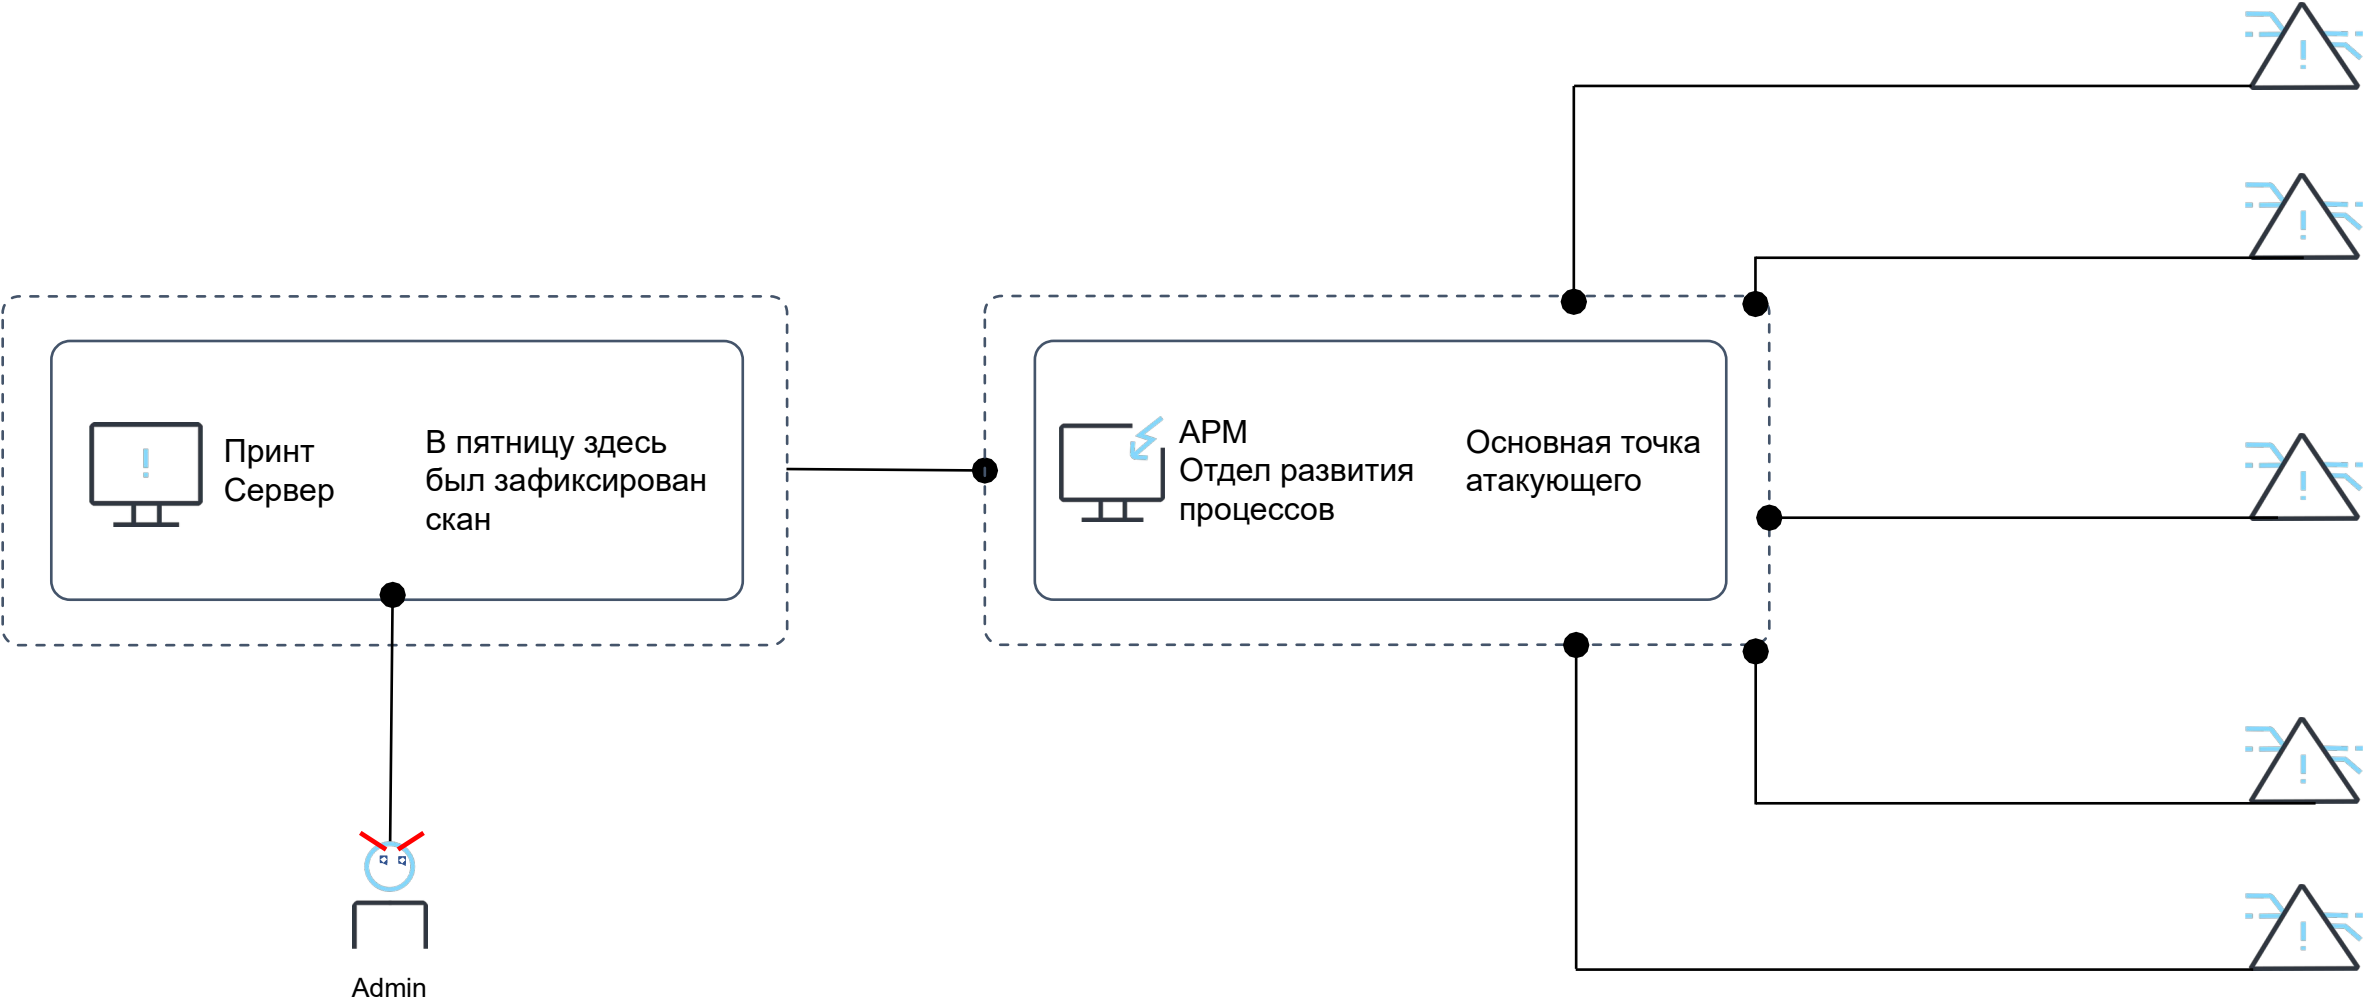 Принт
Сервер
В пятницу здесь
был зафиксирован
скан
АРМ
Отдел развития
процессов
Основная точка
атакующего
Admin